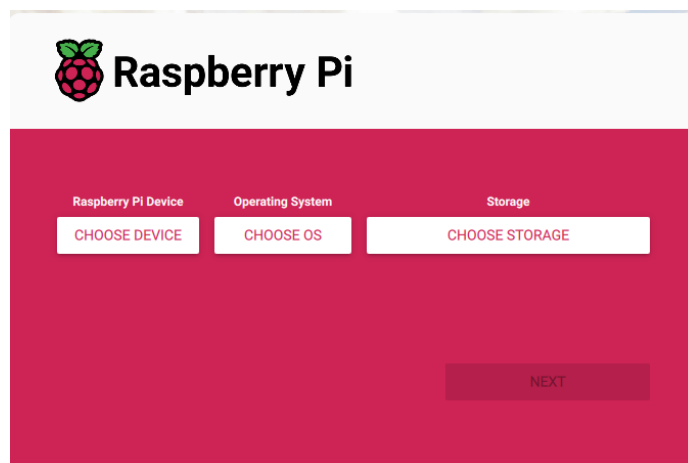 Raspberry Pi
Raspberry Pi Device Operating System Storage
CHOOSE DEVICE CHOOSE OS CHOOSE STORAGE
NEXT